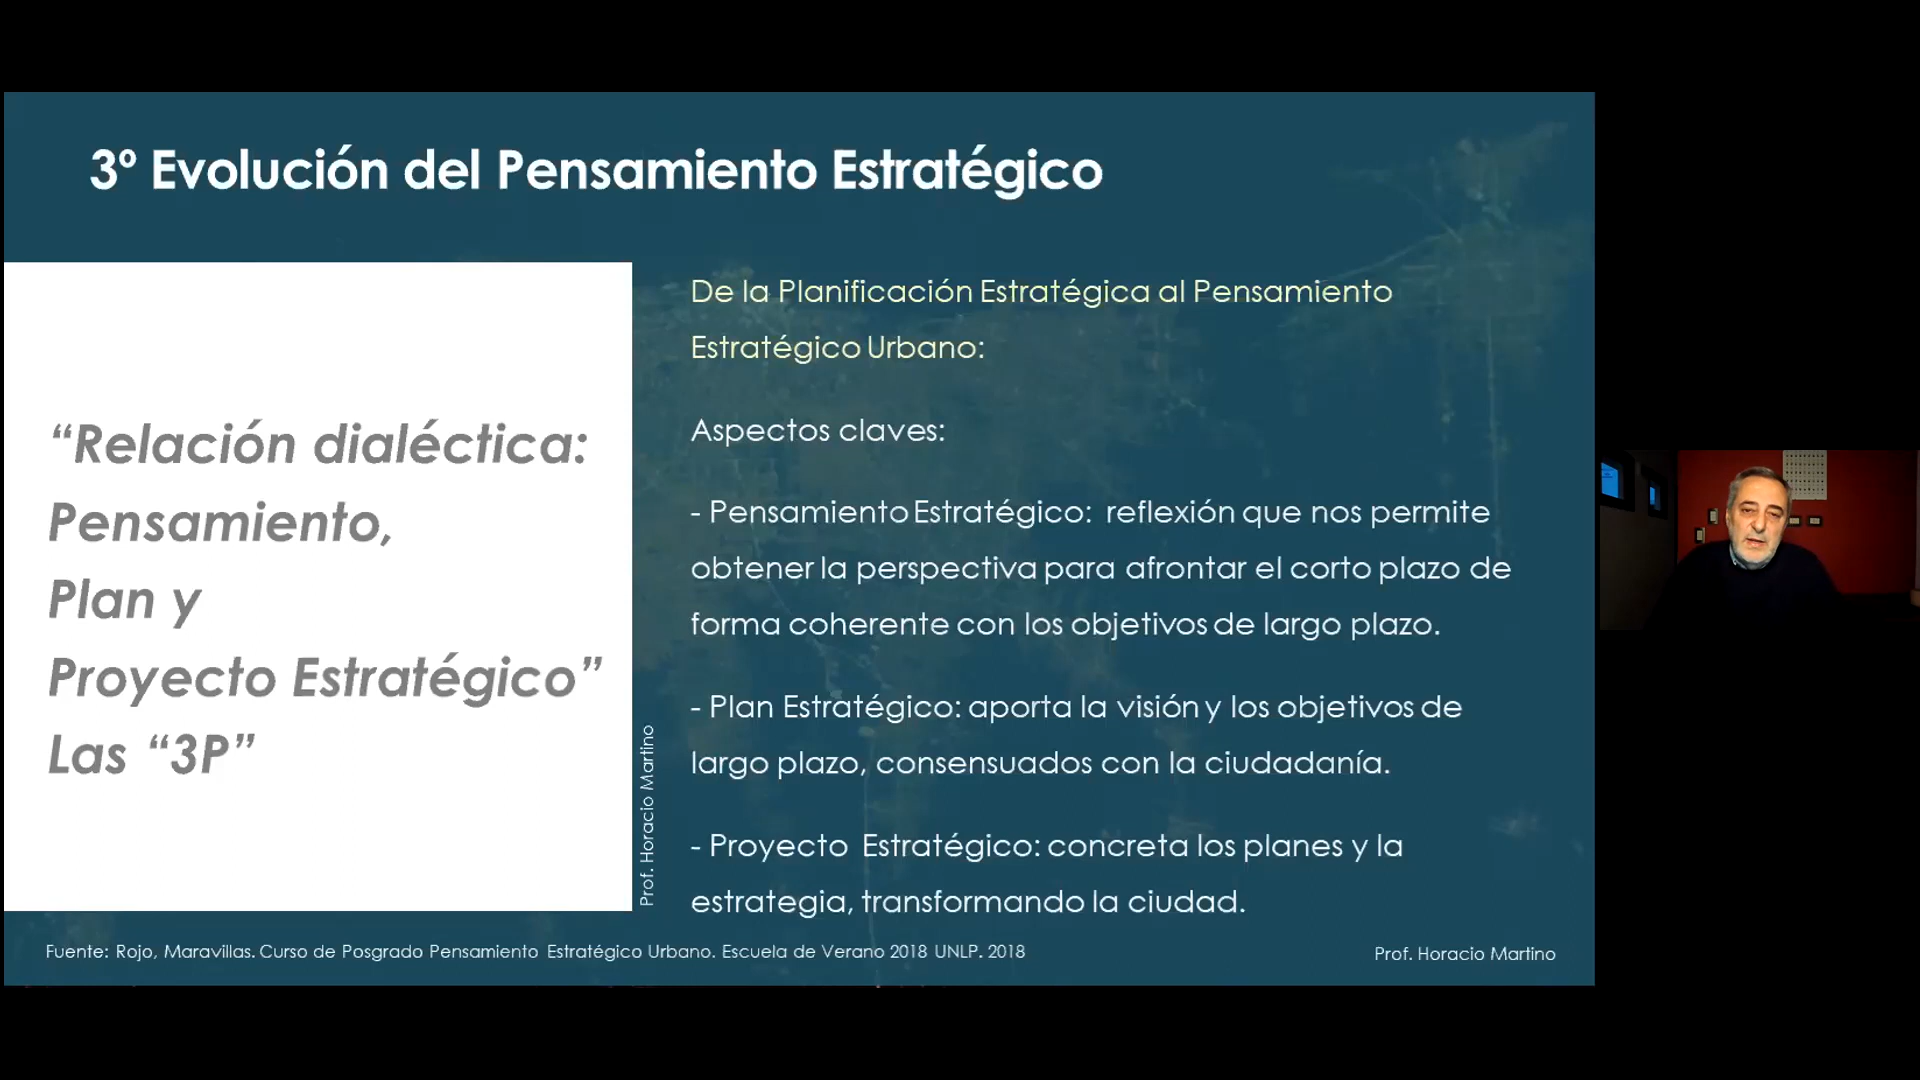 3º Evolución del Pensamiento Estratégico
“Relación dialéctica:
Pensamiento,
Plan y
Proyecto Estratégico”
Las “3P”
Prof. Horacio Martino
De la Planificación Estratégica al Pensamiento
Estratégico Urbano:
Aspectos claves:
- Pensamiento Estratégico: reflexión que nos permite
obtener la perspectiva para afrontar el corto plazo de
forma coherente con los objetivos de largo plazo.
- Plan Estratégico: aporta la visión y los objetivos de
largo plazo, consensuados con la ciudadanía.
- Proyecto Estratégico: concreta los planes y la
estrategia, transformando la ciudad.
Fuente: Rojo, Maravillas. Curso de Posgrado Pensamiento Estratégico Urbano. Escuela de Verano 2018 UNLP. 2018
Prof. Horacio Martino